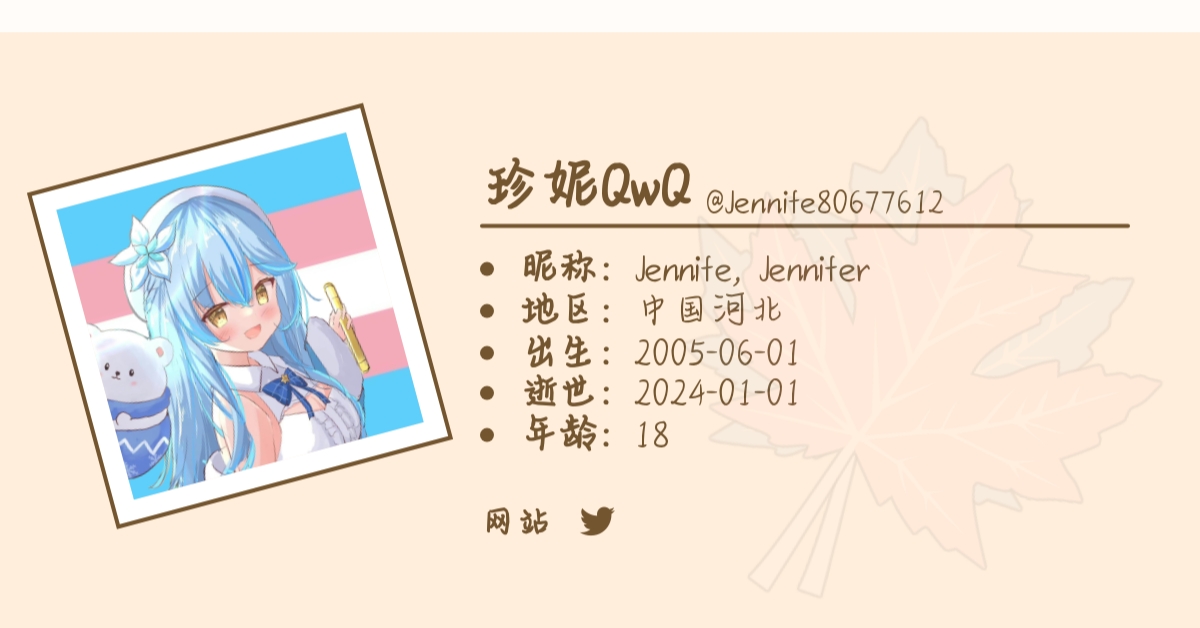 珍妮QwQ @Jennife80677612
昵称： Jennife, Jennifer
地区： 中国河北
出生： 2005-06-01
逝世： 2024-01-01
年龄： 18
网站